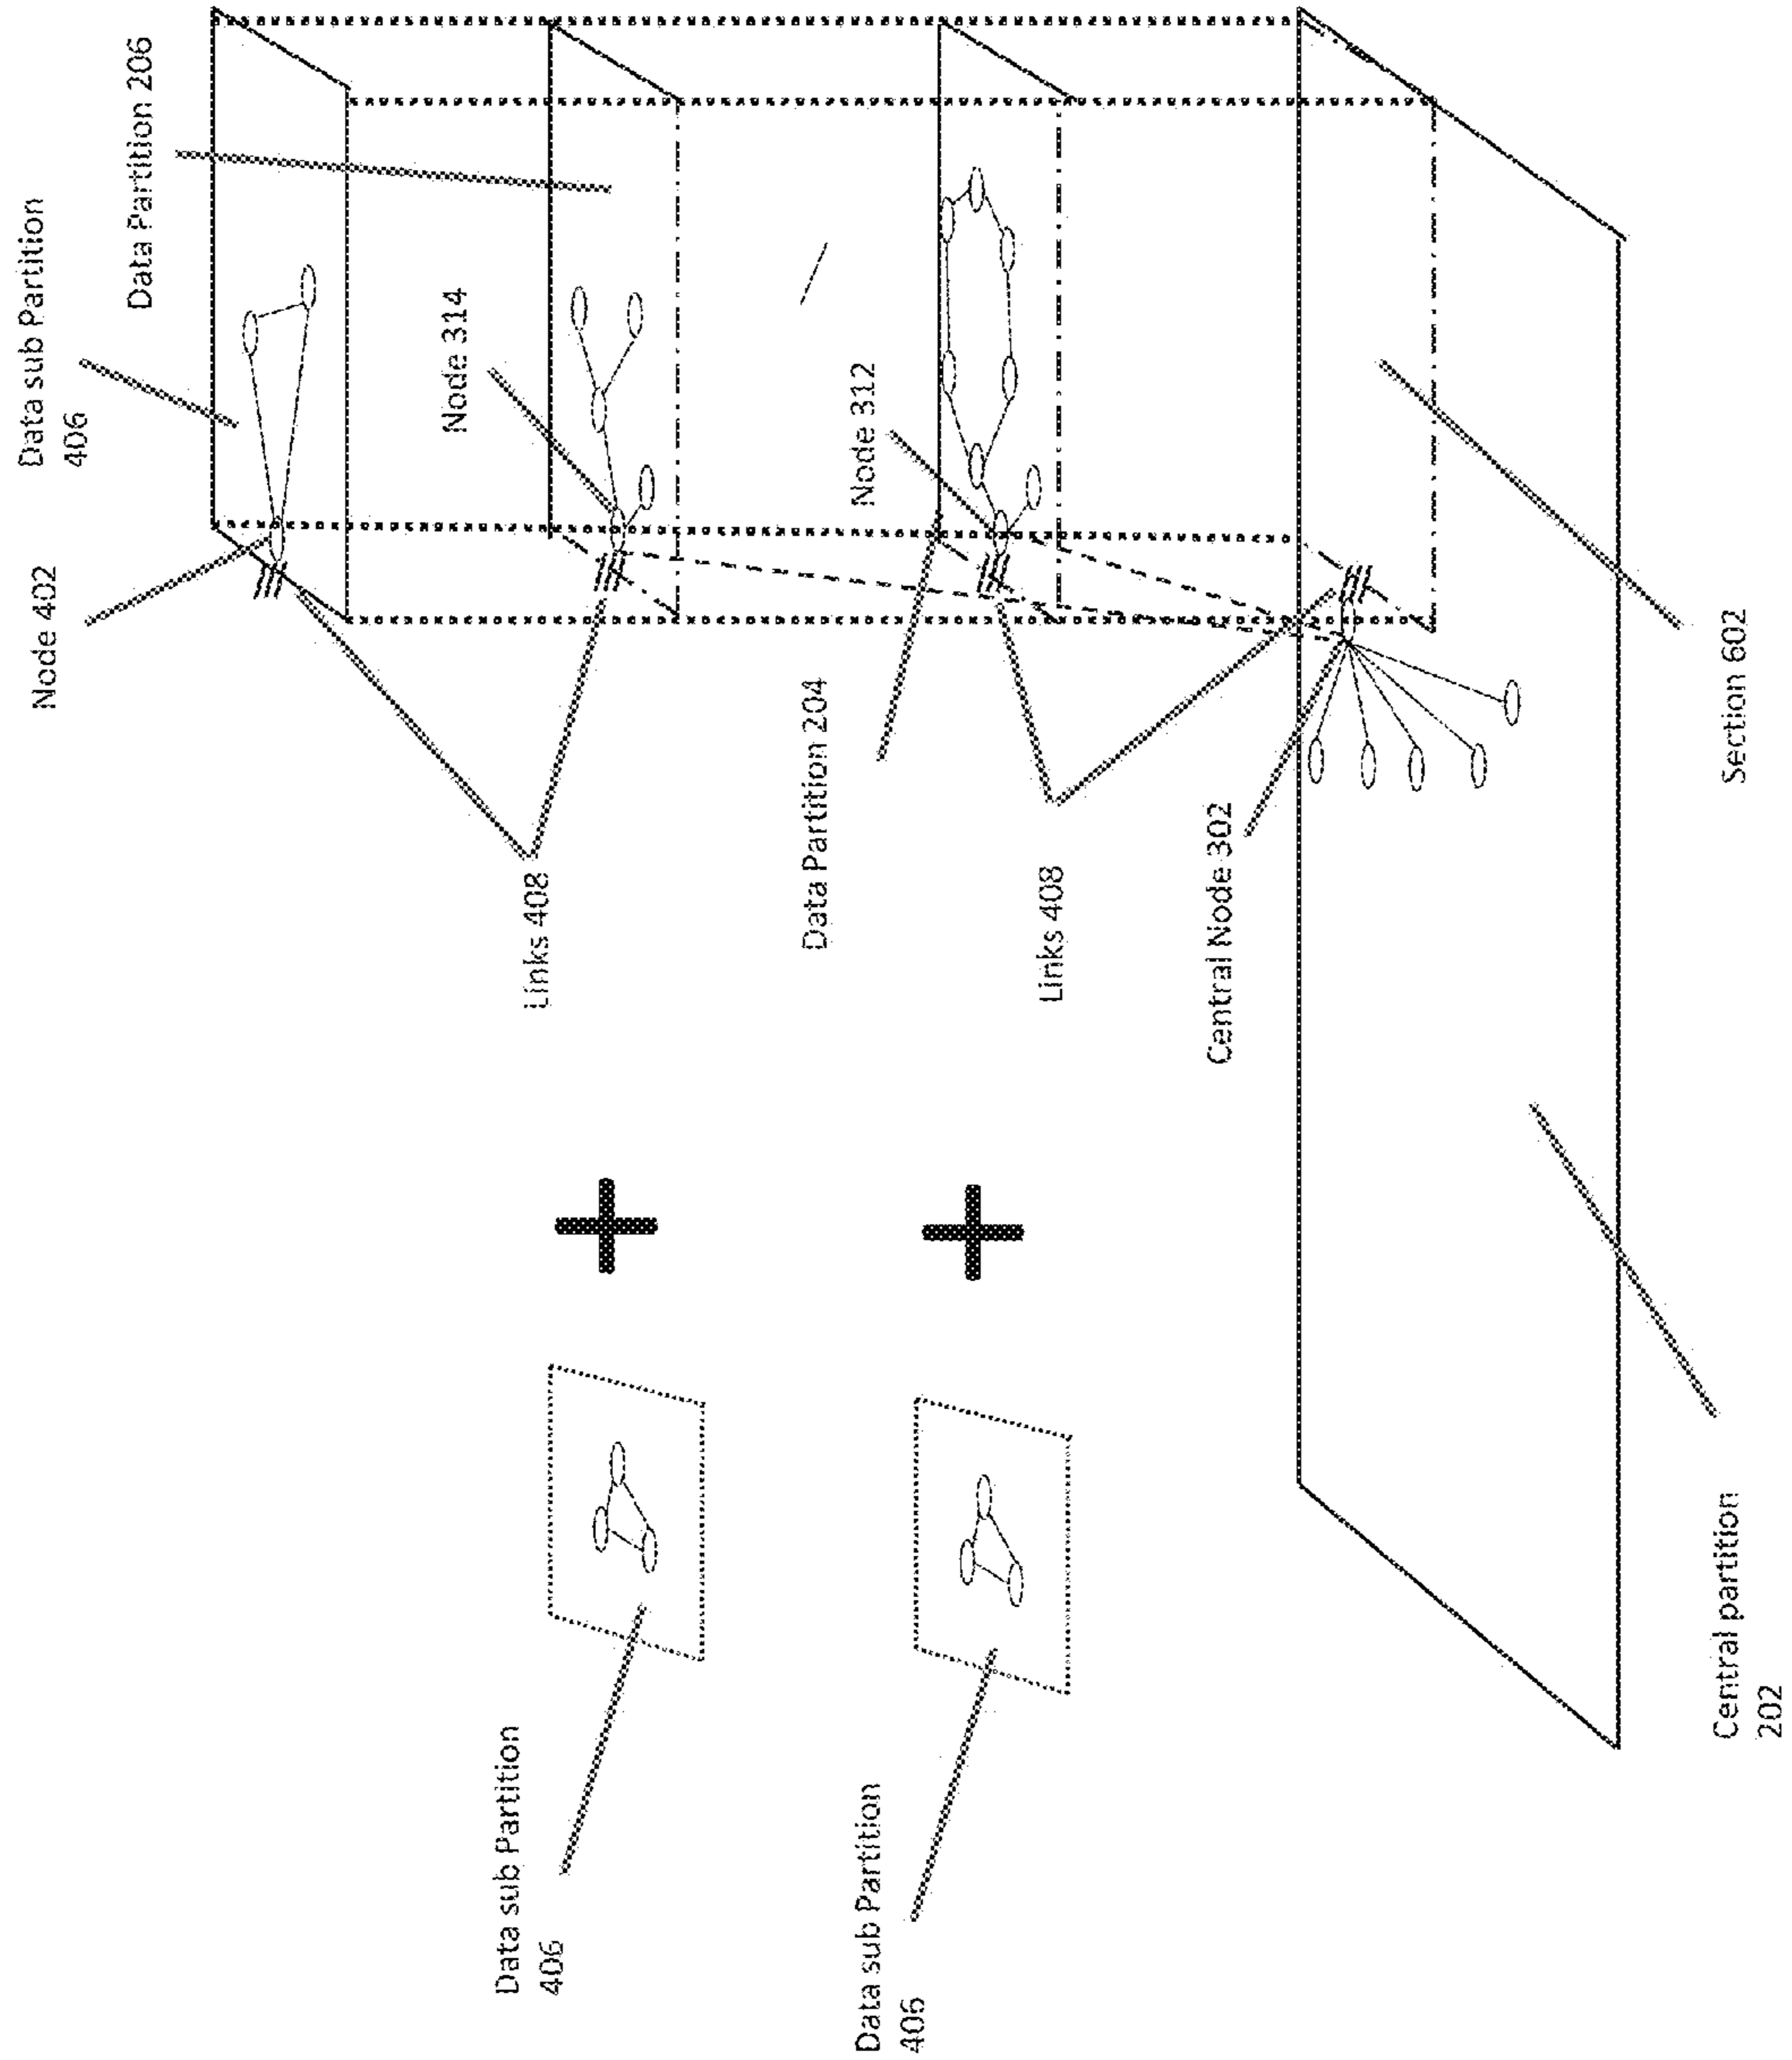 Data sub Partition
406
Data Partition 206
Node 402
Node 314
Links 408
Node 312
Data Partition 204
Links 408
Central Node 302
Section 602
Data sub Partition
406
Data sub Partition
406
Central partition
202